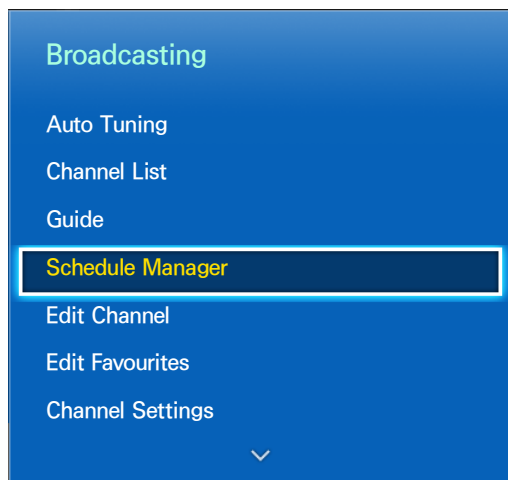 Broadcasting
Auto Tuning
Channel List
Guide
Schedule Manager
Edit Channel
Edit Favourites
Channel Settings